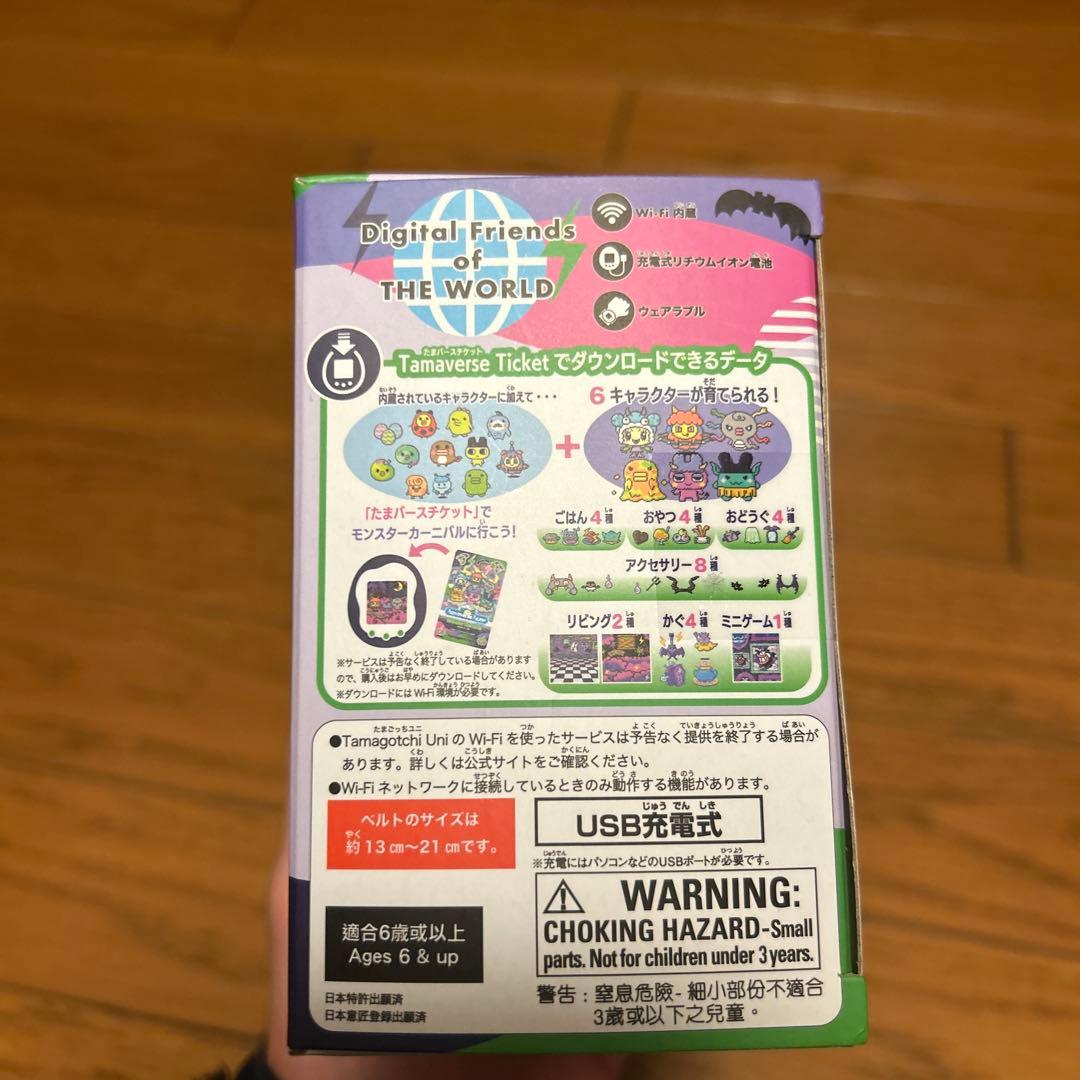 Digital Friends
of
THE WORLD
Wi-Fi 内蔵
充電式リチウムイオン電池
ウェアラブル
Tamaverse Ticket でダウンロードできるデータ
内蔵されているキャラクターに加えて・・・
+
6 キャラクターが育てられる!
「たまバースチケット」で
モンスターカーニバルに行こう!
ごはん4種
おやつ4種
おどうぐ4種
アクセサリー8種
リビング2種
かぐ4種
ミニゲーム1種
※サービスは予告なく終了している場合があります
ので、購入後はお早めにダウンロードしてください。
※ダウンロードには Wi-Fi 環境が必要です。
●Tamagotchi Uni の Wi-Fi を使ったサービスは予告なく提供を終了する場合が
あります。詳しくは公式サイトをご確認ください。
●Wi-Fi ネットワークに接続しているときのみ動作する機能があります。
ベルトのサイズは
約13㎝～21㎝です。
USB充電式
※充電にはパソコンなどのUSBポートが必要です。
WARNING:
CHOKING HAZARD-Small
parts. Not for children under 3 years.
適合6歲或以上
Ages 6 & up
警告:窒息危險-細小部份不適合
3歲或以下之兒童。
日本特許出願済
日本意匠登録出願済